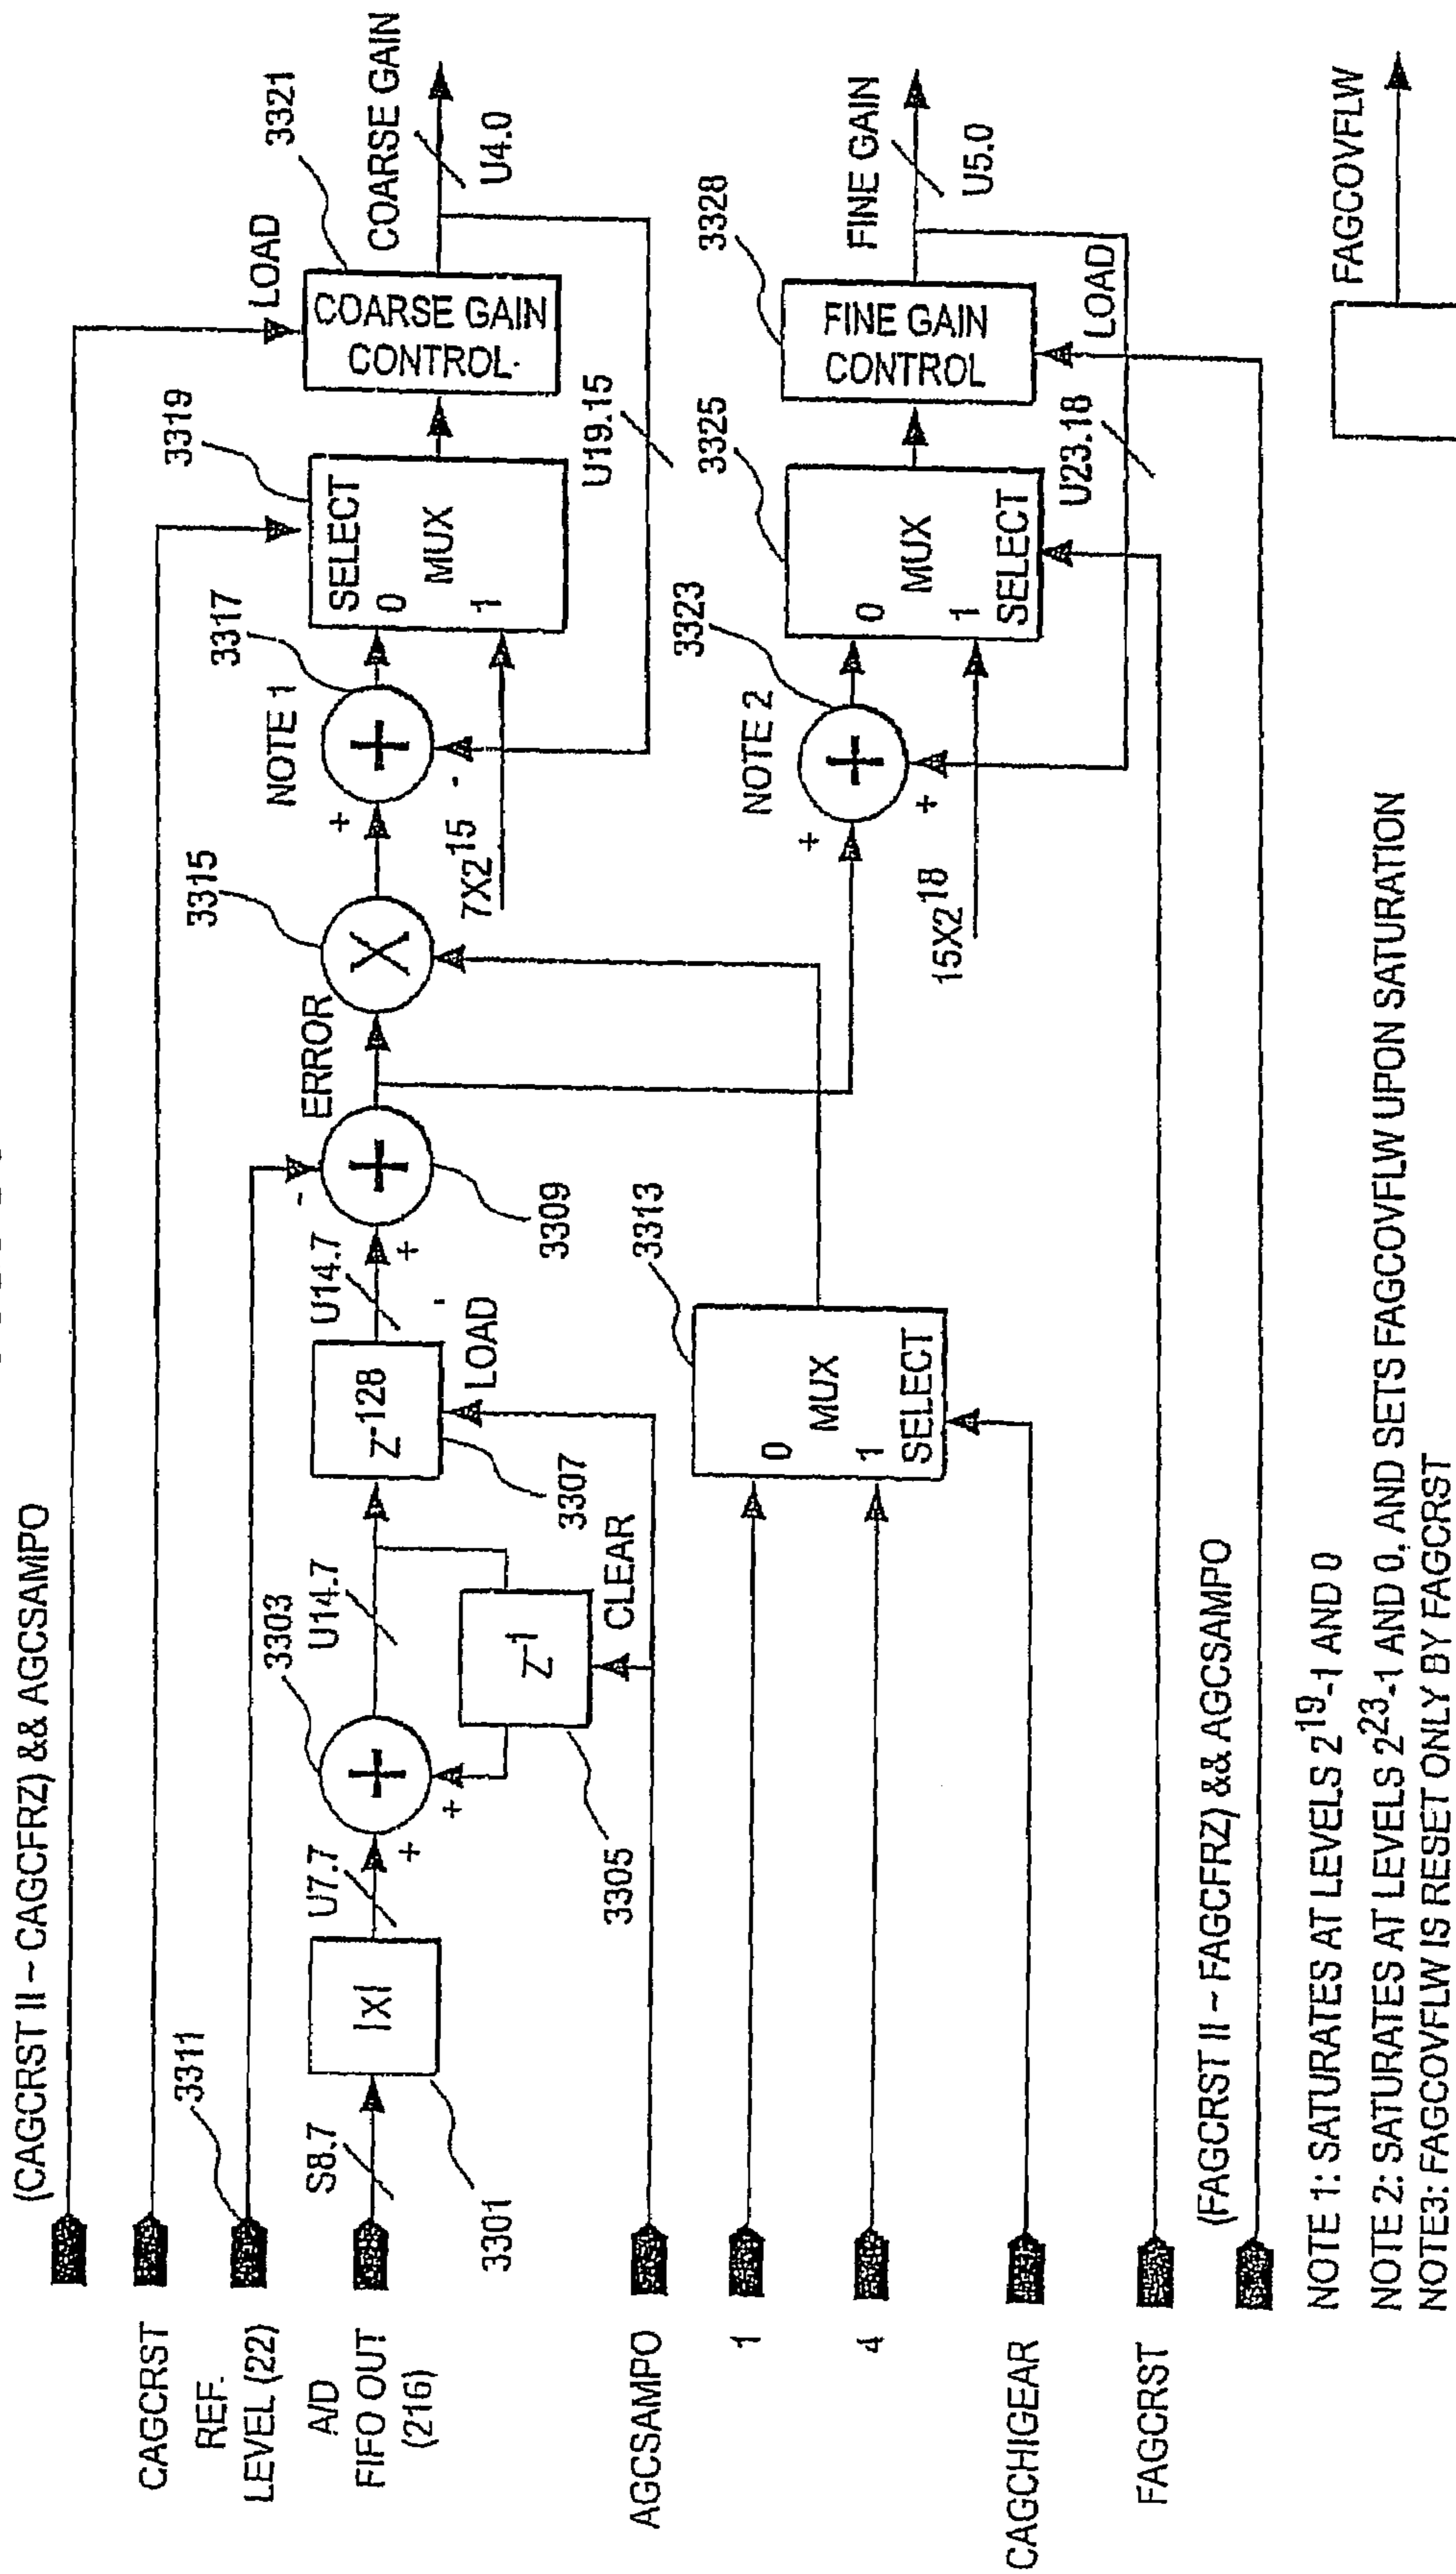 (CAGCRST II ~ CAGCFRZ) && AGCSAMPO
CAGCRST
REF.
LEVEL (22)
3311
A/D
FIFO OUT
(216)
S8.7
|X|
3301
U7.7
+
+
3303
U14.7
Z-1
3305
CLEAR
Z-128
3307
LOAD
U14.7
+
-
3309
ERROR
X
3315
+
-
NOTE 1
3317
7X2 15
SELECT
0
MUX
1
3319
LOAD
COARSE GAIN
CONTROL
3321
COARSE GAIN
U4.0
U19.15
AGCSAMPO
1
4
0
MUX
1
SELECT
3313
CAGCHIGEAR
+
+
NOTE 2
3323
15X2 18
0
MUX
1
SELECT
3325
FINE GAIN
CONTROL
3328
FINE GAIN
U5.0
LOAD
U23.18
FAGCRST
(FAGCRST II ~ FAGCFRZ) && AGCSAMPO
FAGCOVFLW
NOTE 1: SATURATES AT LEVELS 2 19-1 AND 0
NOTE 2: SATURATES AT LEVELS 2 23-1 AND 0, AND SETS FAGCOVFLW UPON SATURATION
NOTE3: FAGCOVFLW IS RESET ONLY BY FAGCRST